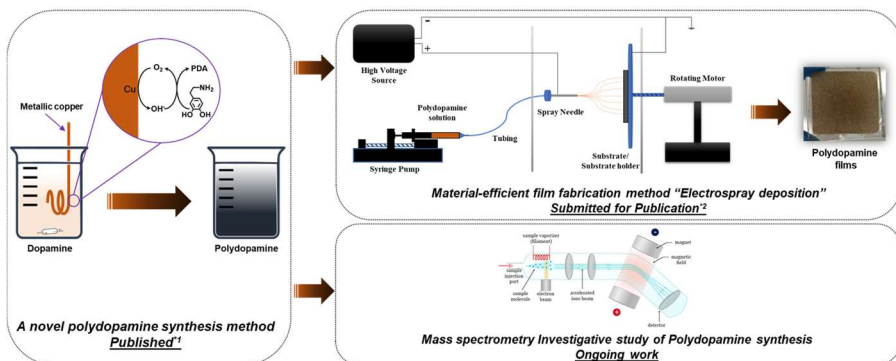 Metallic copper
Cu
O₂
PDA
OH
NH₂
HO
OH
Dopamine
Polydopamine
A novel polydopamine synthesis method
Published*1
-
+
High Voltage
Source
Polydopamine
solution
Syringe Pump
Tubing
Spray Needle
Substrate/
Substrate holder
Rotating Motor
Polydopamine
films
Material-efficient film fabrication method “Electrospray deposition”
Submitted for Publication*2
sample vaporizer
(filament)
sample
injection
port
sample
molecule
electron
beam
accelerated
ions beam
magnet
magnetic
field
detector
-
+
Mass spectrometry Investigative study of Polydopamine synthesis
Ongoing work